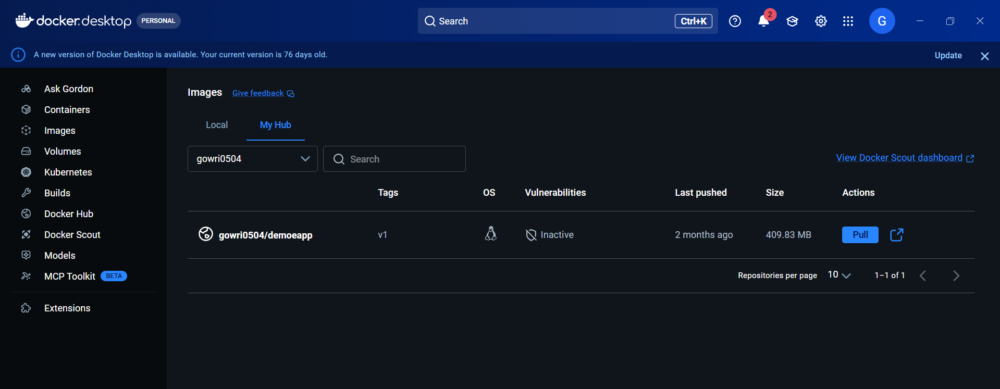 docker.desktop PERSONAL Search Ctrl+K 2 G
A new version of Docker Desktop is available. Your current version is 76 days old. Update
Ask Gordon
Containers
Images
Volumes
Kubernetes
Builds
Docker Hub
Docker Scout
Models
MCP Toolkit BETA
Extensions
Images Give feedback
Local My Hub
gowri0504 Search View Docker Scout dashboard
Tags OS Vulnerabilities Last pushed Size Actions
gowri0504/demoeapp v1 Inactive 2 months ago 409.83 MB Pull
Repositories per page 10 1–1 of 1